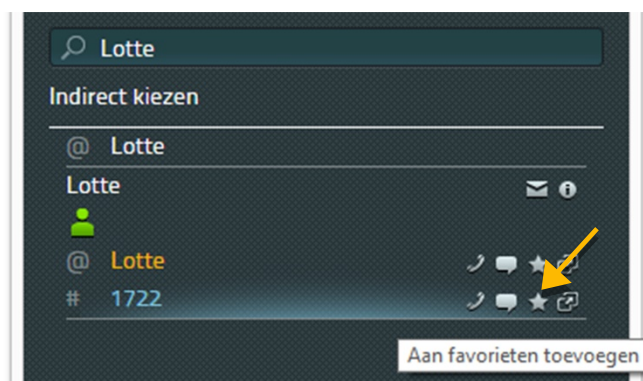 Lotte
Indirect kiezen
@ Lotte
Lotte
@ Lotte
# 1722
Aan favorieten toevoegen